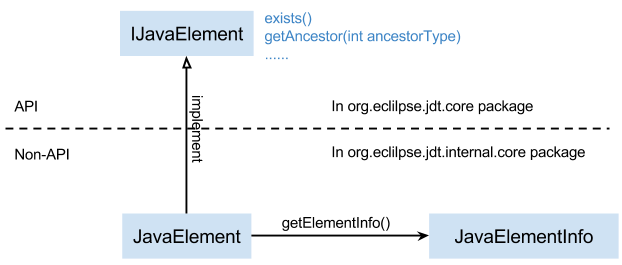 IJavaElement
exists()
getAncestor(int ancestorType)
......
implement
API
In org.eclilpse.jdt.core package
Non-API
In org.eclilpse.jdt.internal.core package
JavaElement
getElementInfo()
JavaElementInfo